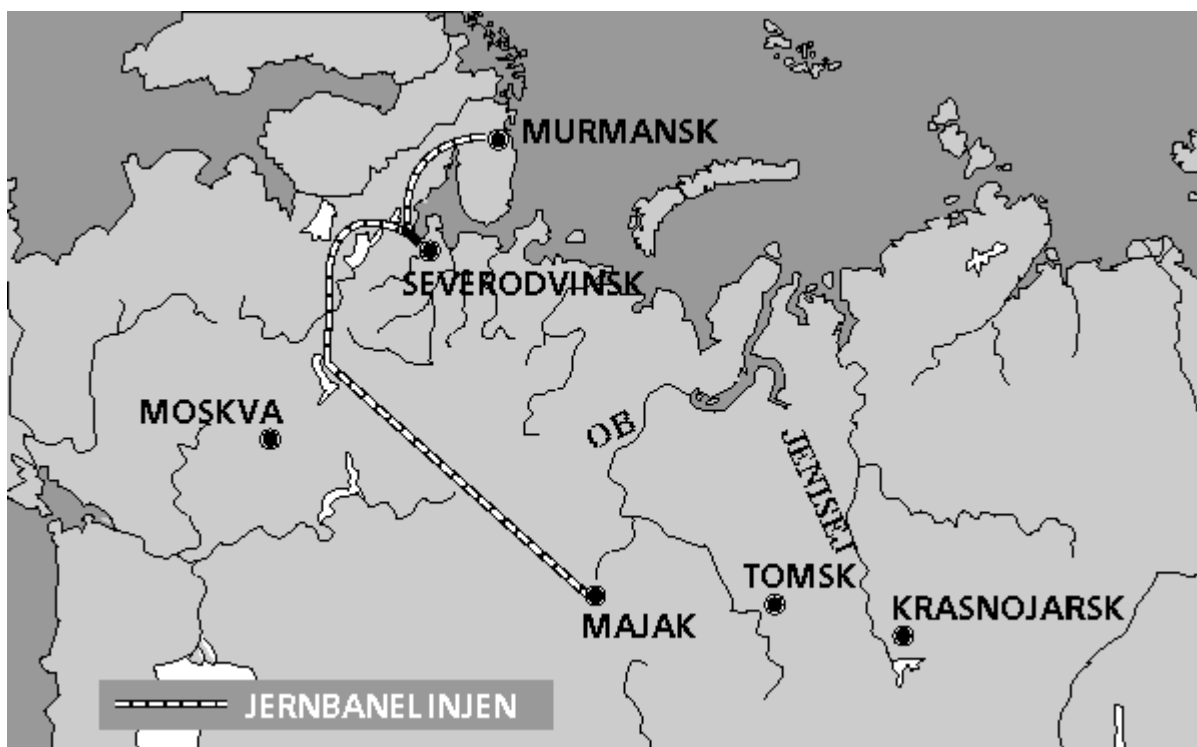 MURMANSK
SEVERODVINSK
MOSKVA
OB
JENISEJ
TOMSK
MAJAK
KRASNOJARSK
JERNBANELINJEN